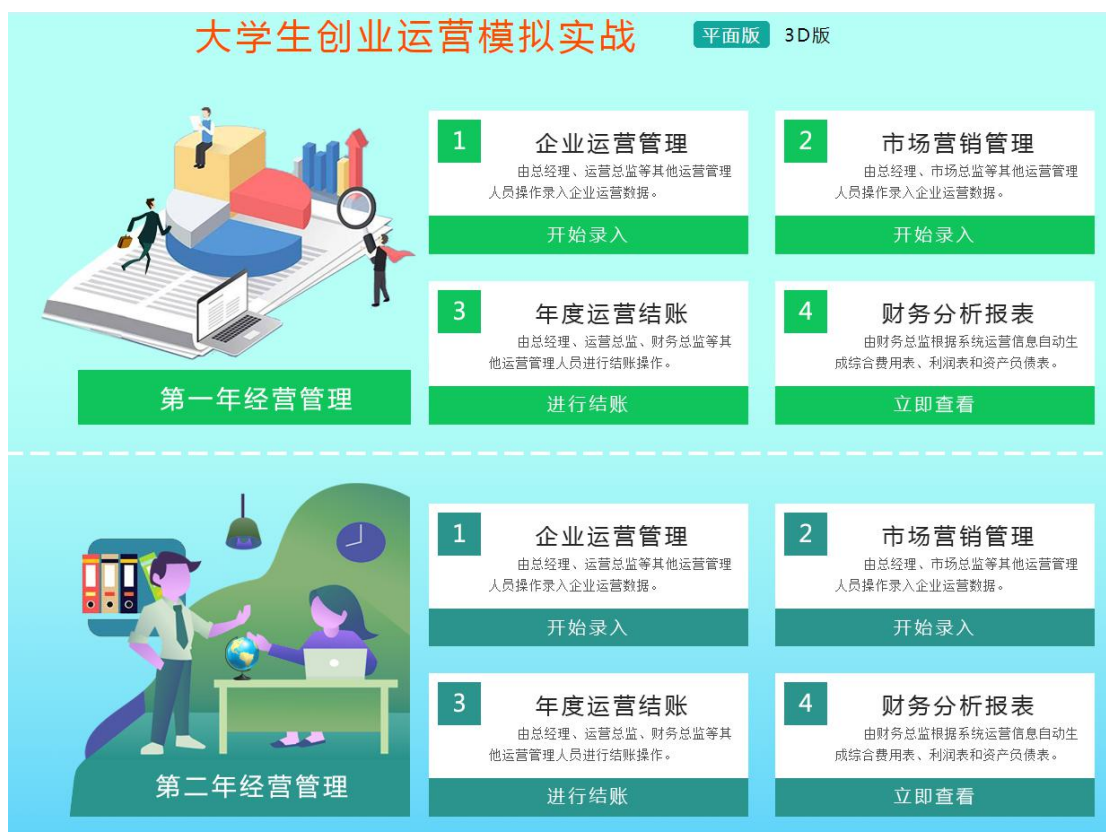 大学生创业运营模拟实战
平面版 3D版
1
企业运营管理
由总经理、运营总监等其他运营管理
人员操作录入企业运营数据。
开始录入
2
市场营销管理
由总经理、市场总监等其他运营管理
人员操作录入企业运营数据。
开始录入
3
年度运营结账
由总经理、运营总监、财务总监等其
他运营管理人员进行结账操作。
进行结账
4
财务分析报表
由财务总监根据系统运营信息自动生
成综合费用表、利润表和资产负债表。
立即查看
第一年经营管理
1
企业运营管理
由总经理、运营总监等其他运营管理
人员操作录入企业运营数据。
开始录入
2
市场营销管理
由总经理、市场总监等其他运营管理
人员操作录入企业运营数据。
开始录入
3
年度运营结账
由总经理、运营总监、财务总监等其
他运营管理人员进行结账操作。
进行结账
4
财务分析报表
由财务总监根据系统运营信息自动生
成综合费用表、利润表和资产负债表。
立即查看
第二年经营管理